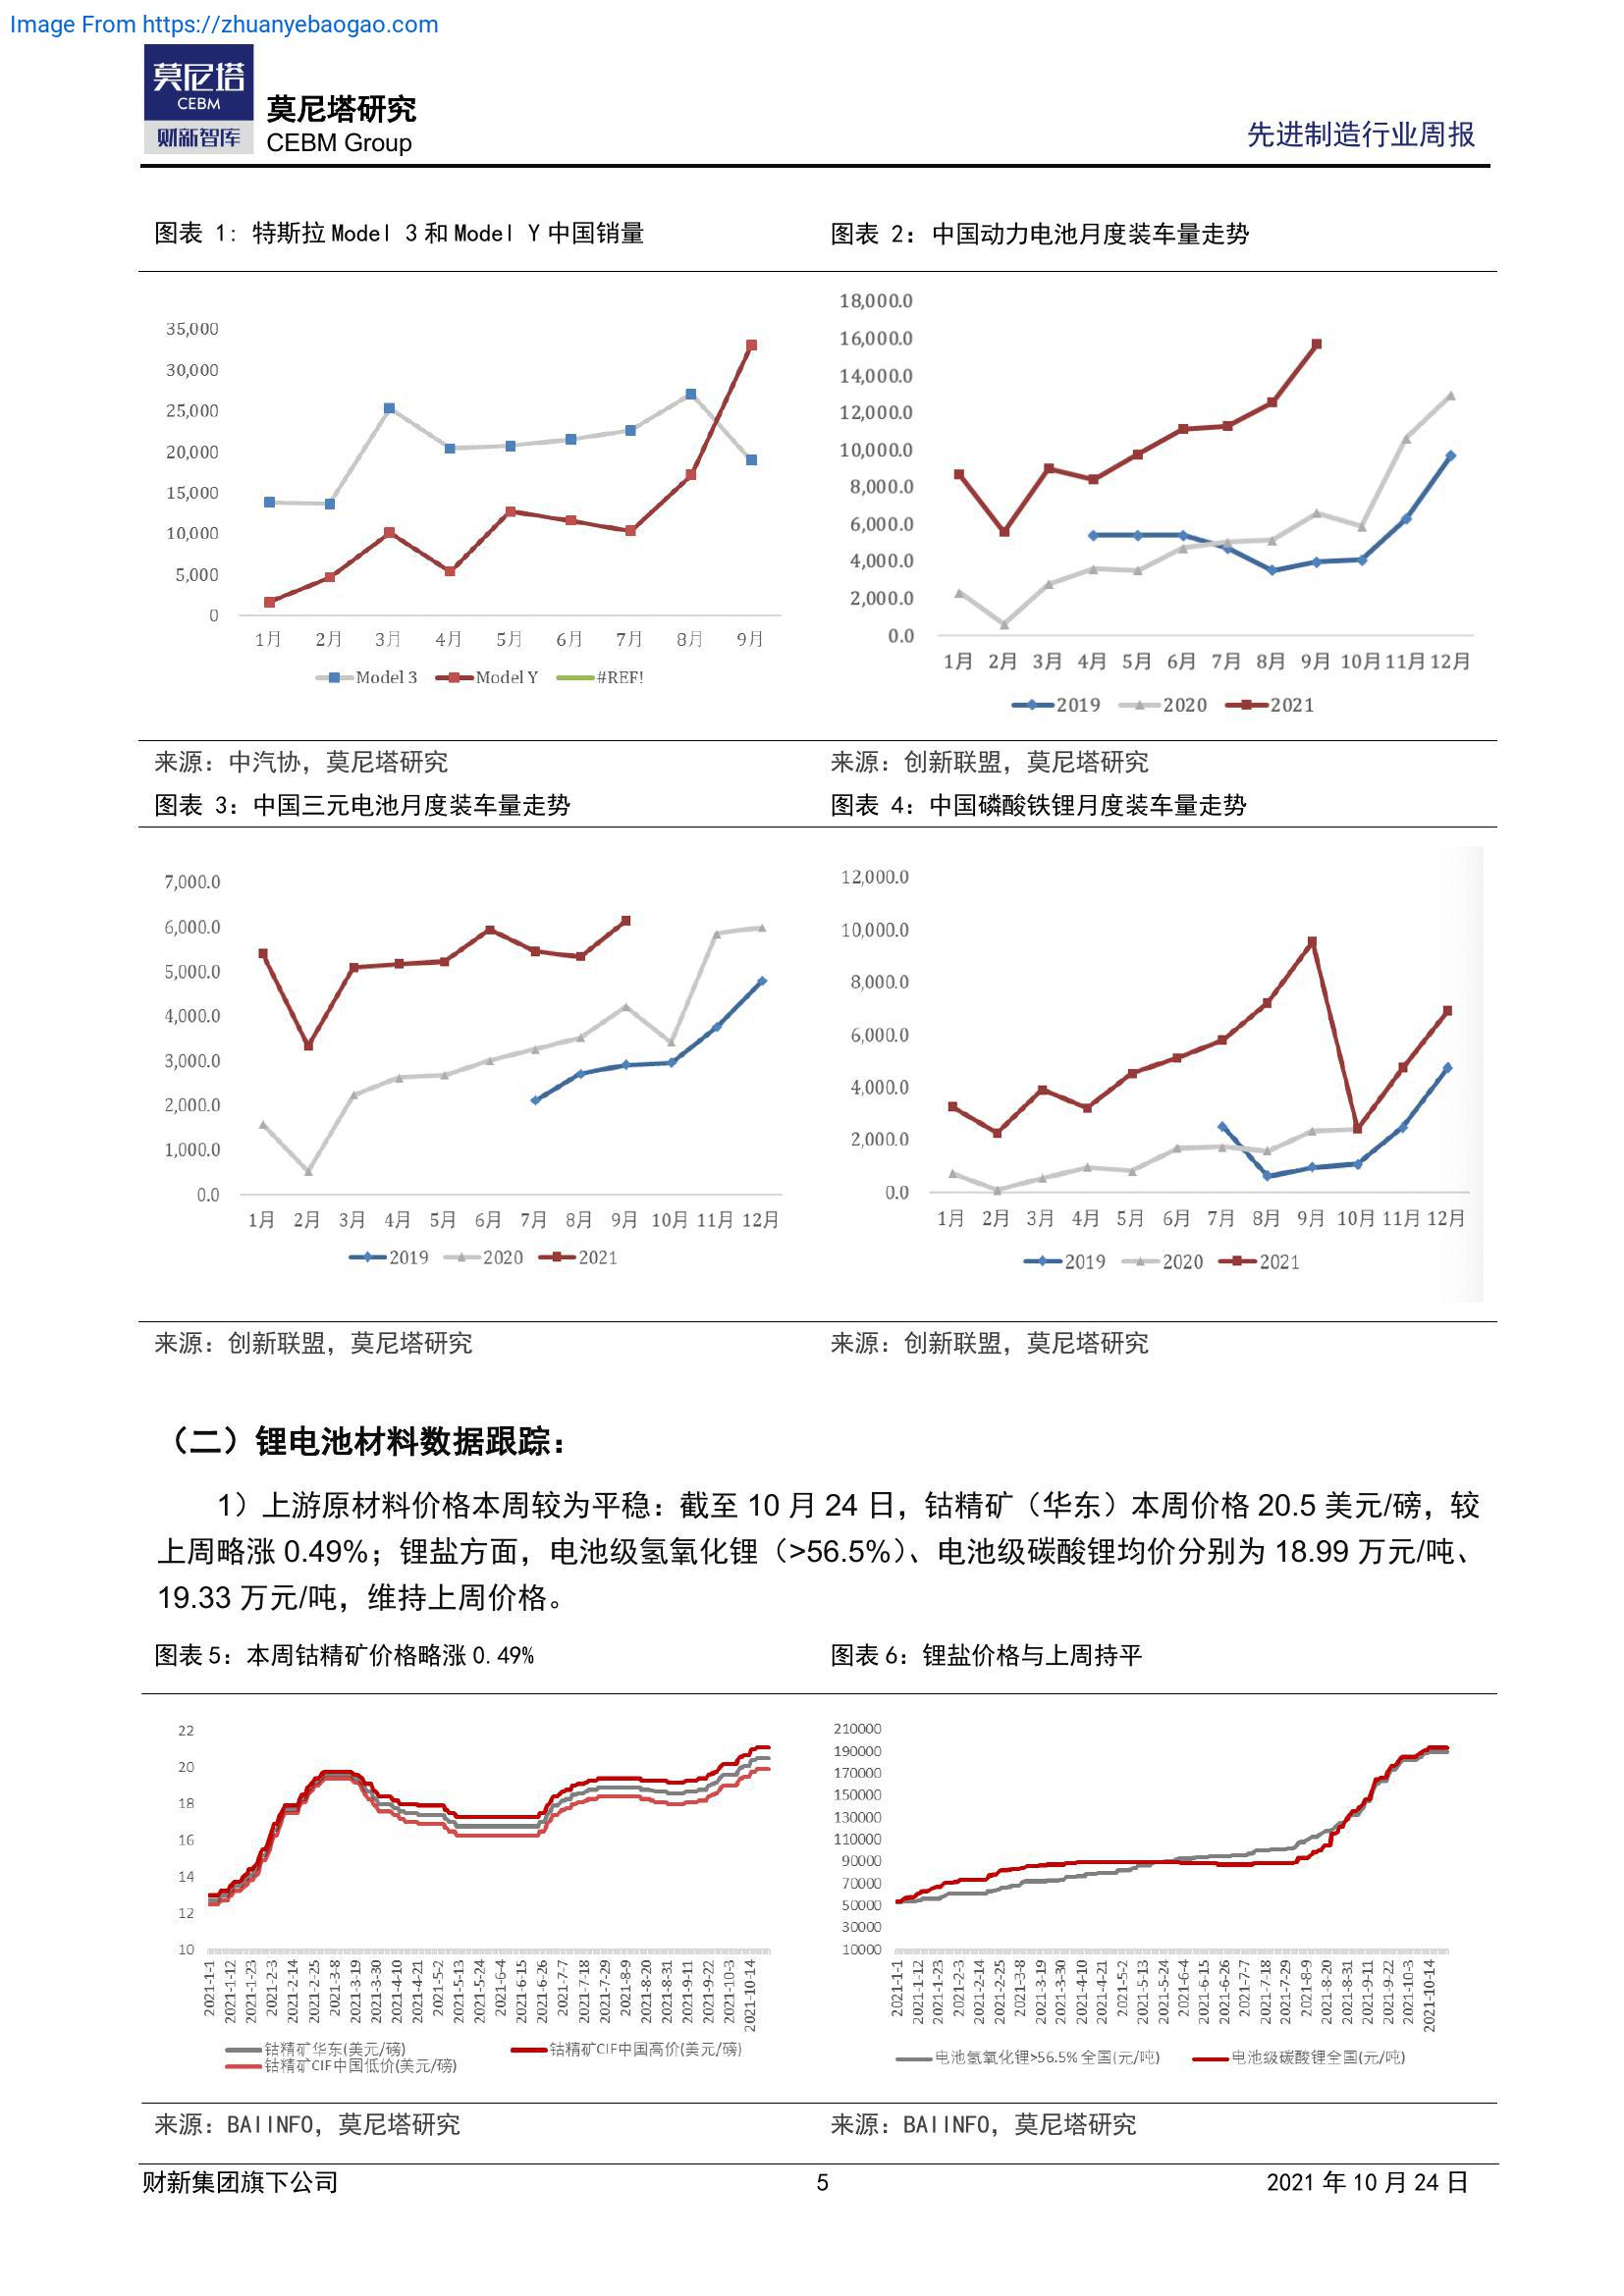 Image From https://zhuanyebaogao.com
莫尼塔
CEBM
财新智库
莫尼塔研究
CEBM Group
先进制造行业周报
图表 1: 特斯拉 Model 3 和 Model Y 中国销量
35,000
30,000
25,000
20,000
15,000
10,000
5,000
0
1月 2月 3月 4月 5月 6月 7月 8月 9月
Model 3 Model Y #REF!
图表 2: 中国动力电池月度装车量走势
18,000.0
16,000.0
14,000.0
12,000.0
10,000.0
8,000.0
6,000.0
4,000.0
2,000.0
0.0
1月 2月 3月 4月 5月 6月 7月 8月 9月 10月 11月 12月
2019 2020 2021
来源: 中汽协, 莫尼塔研究
来源: 创新联盟, 莫尼塔研究
图表 3: 中国三元电池月度装车量走势
7,000.0
6,000.0
5,000.0
4,000.0
3,000.0
2,000.0
1,000.0
0.0
1月 2月 3月 4月 5月 6月 7月 8月 9月 10月 11月 12月
2019 2020 2021
图表 4: 中国磷酸铁锂月度装车量走势
12,000.0
10,000.0
8,000.0
6,000.0
4,000.0
2,000.0
0.0
1月 2月 3月 4月 5月 6月 7月 8月 9月 10月 11月 12月
2019 2020 2021
来源: 创新联盟, 莫尼塔研究
来源: 创新联盟, 莫尼塔研究
（二）锂电池材料数据跟踪：
1）上游原材料价格本周较为平稳：截至 10 月 24 日，钴精矿（华东）本周价格 20.5 美元/磅，较
上周略涨 0.49%；锂盐方面，电池级氢氧化锂（>56.5%）、电池级碳酸锂均价分别为 18.99 万元/吨、
19.33 万元/吨，维持上周价格。
图表 5: 本周钴精矿价格略涨 0.49%
22
20
18
16
14
12
10
2021-1-1
2021-1-12
2021-1-23
2021-2-3
2021-2-14
2021-2-25
2021-3-8
2021-3-19
2021-3-30
2021-4-10
2021-4-21
2021-5-2
2021-5-13
2021-5-24
2021-6-4
2021-6-15
2021-6-26
2021-7-7
2021-7-18
2021-7-29
2021-8-9
2021-8-20
2021-8-31
2021-9-11
2021-9-22
2021-10-3
2021-10-14
钴精矿华东(美元/磅) 钴精矿CIF中国高价(美元/磅)
钴精矿CIF中国低价(美元/磅)
图表 6: 锂盐价格与上周持平
210000
190000
170000
150000
130000
110000
90000
70000
50000
30000
10000
2021-1-1
2021-1-12
2021-1-23
2021-2-3
2021-2-14
2021-2-25
2021-3-8
2021-3-19
2021-3-30
2021-4-10
2021-4-21
2021-5-2
2021-5-13
2021-5-24
2021-6-4
2021-6-15
2021-6-26
2021-7-7
2021-7-18
2021-7-29
2021-8-9
2021-8-20
2021-8-31
2021-9-11
2021-9-22
2021-10-3
2021-10-14
电池氢氧化锂>56.5% 全国(元/吨) 电池级碳酸锂全国(元/吨)
来源: BAIINFO, 莫尼塔研究
来源: BAIINFO, 莫尼塔研究
财新集团旗下公司
5
2021 年 10 月 24 日